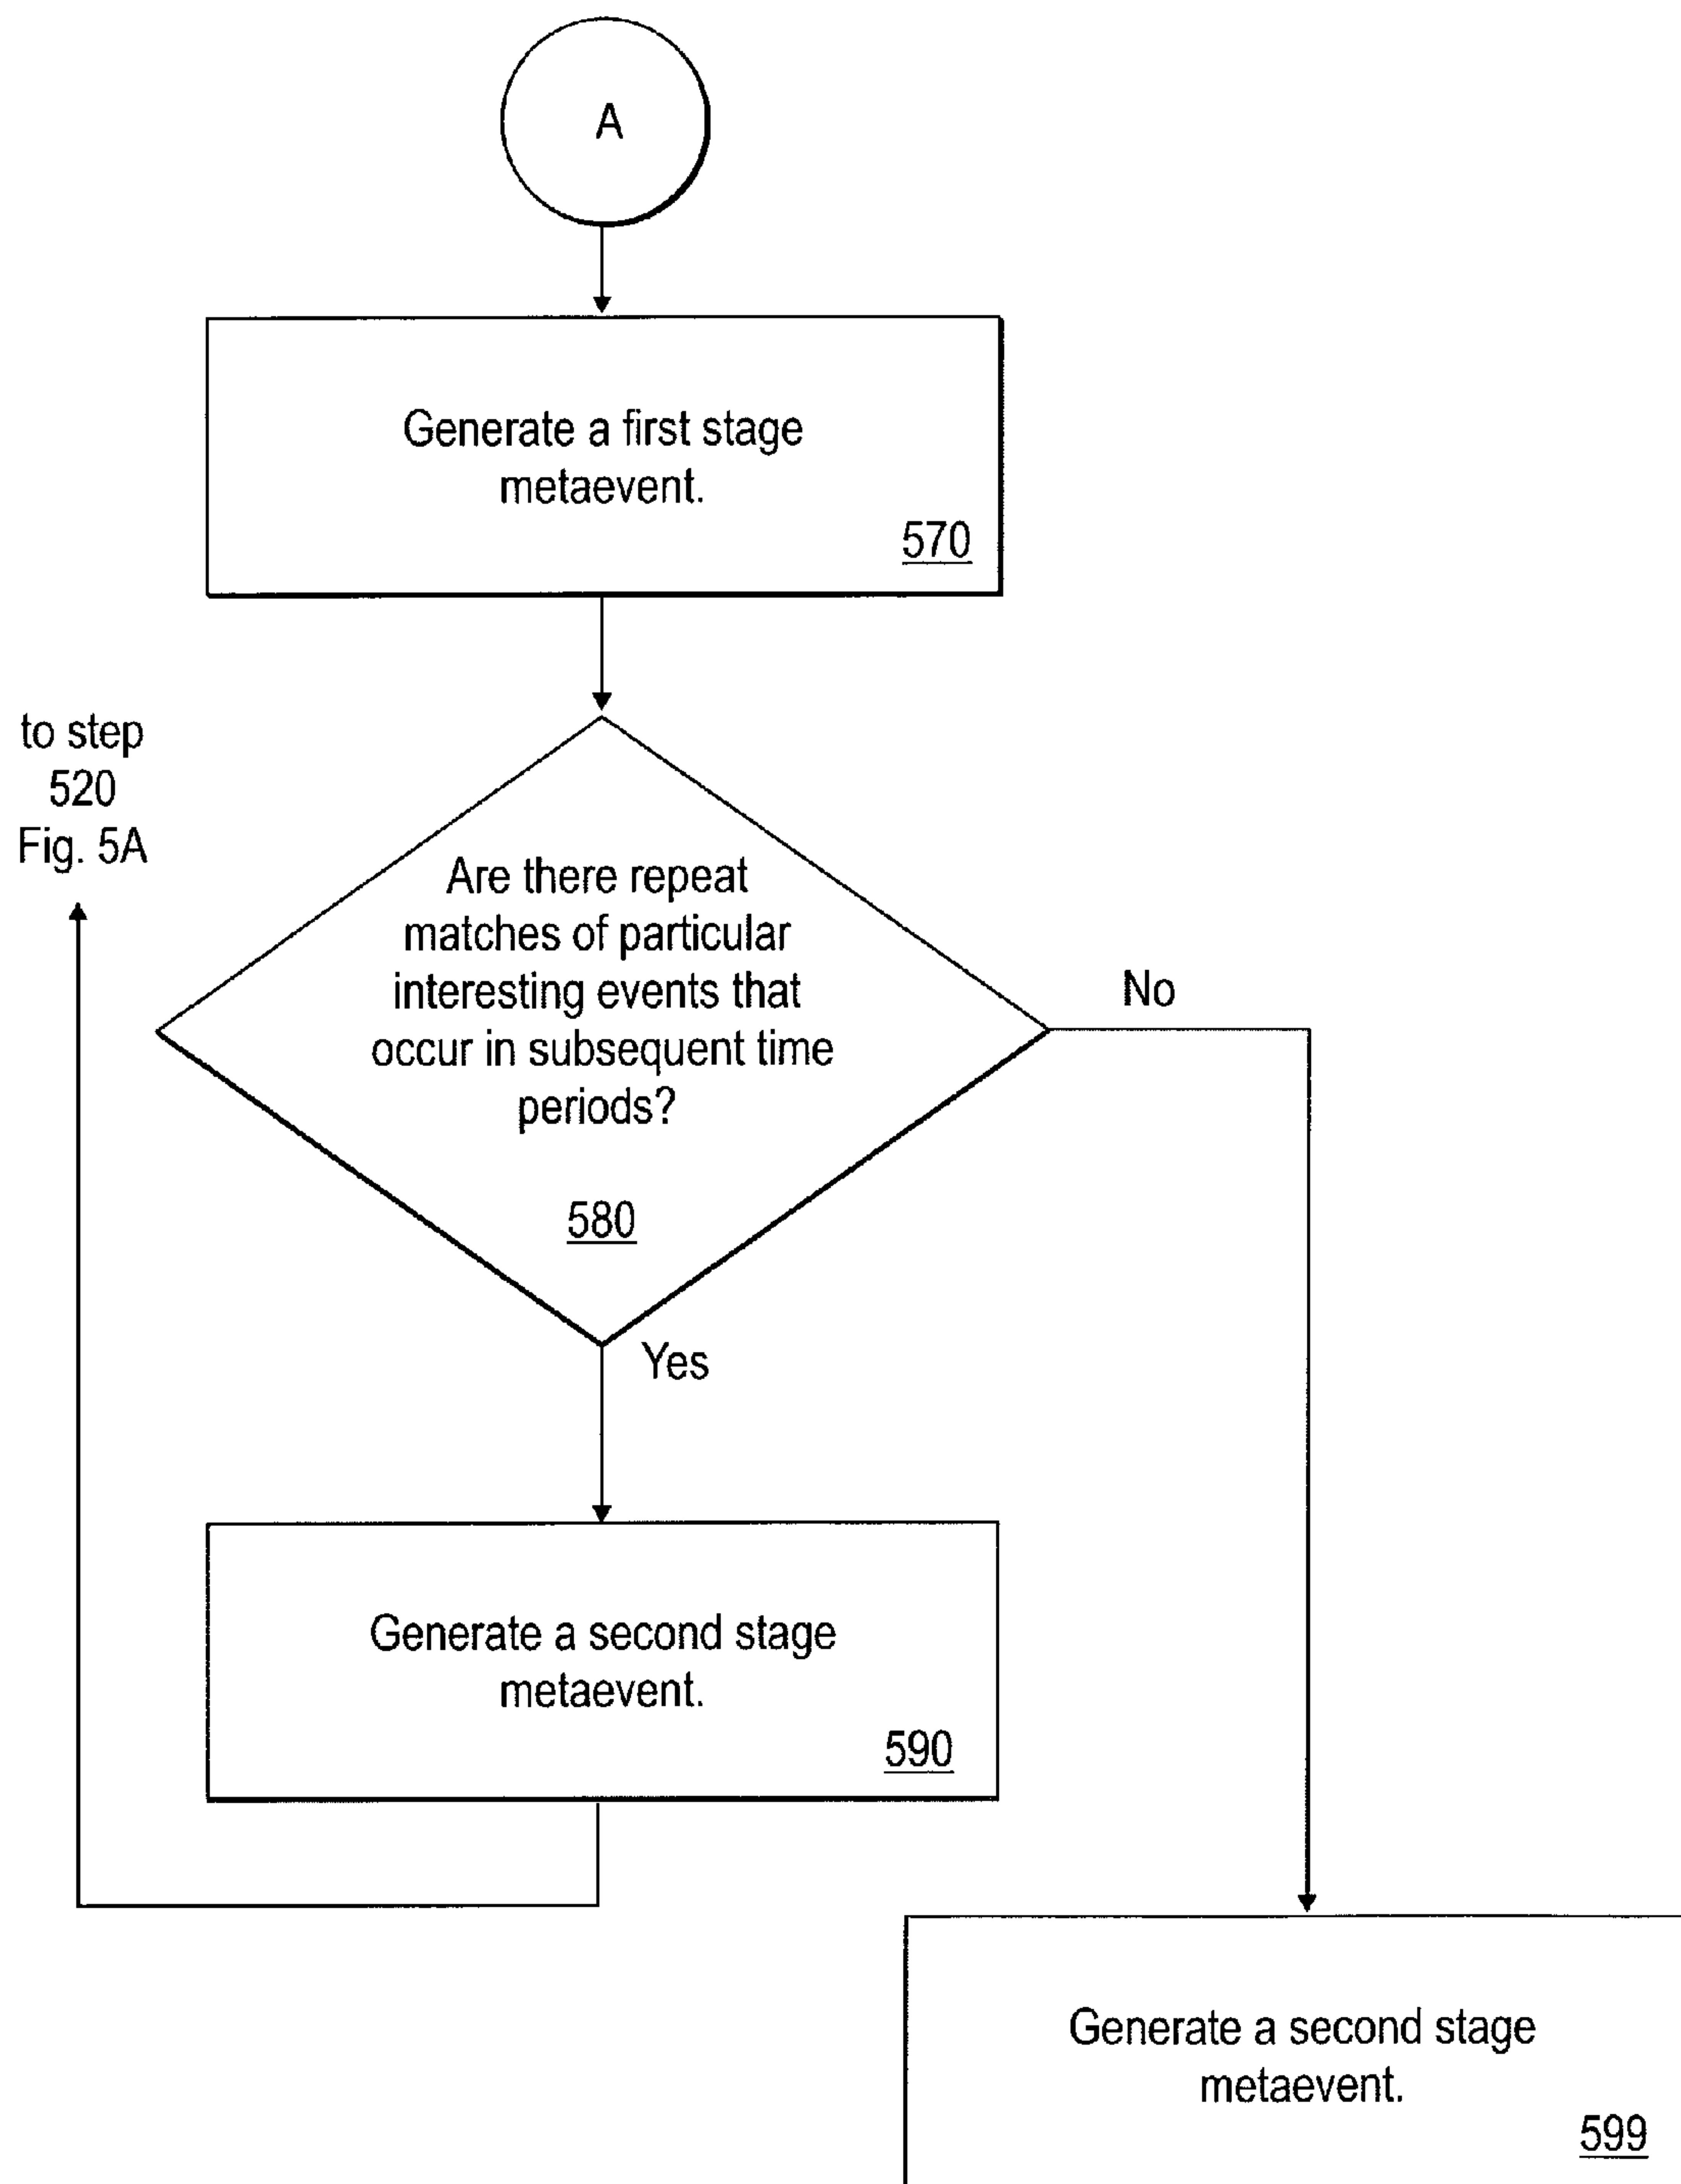 A
Generate a first stage
metaevent.
570
to step
520
Fig. 5A
Are there repeat
matches of particular
interesting events that
occur in subsequent time
periods?
580
No
Yes
Generate a second stage
metaevent.
590
Generate a second stage
metaevent.
599